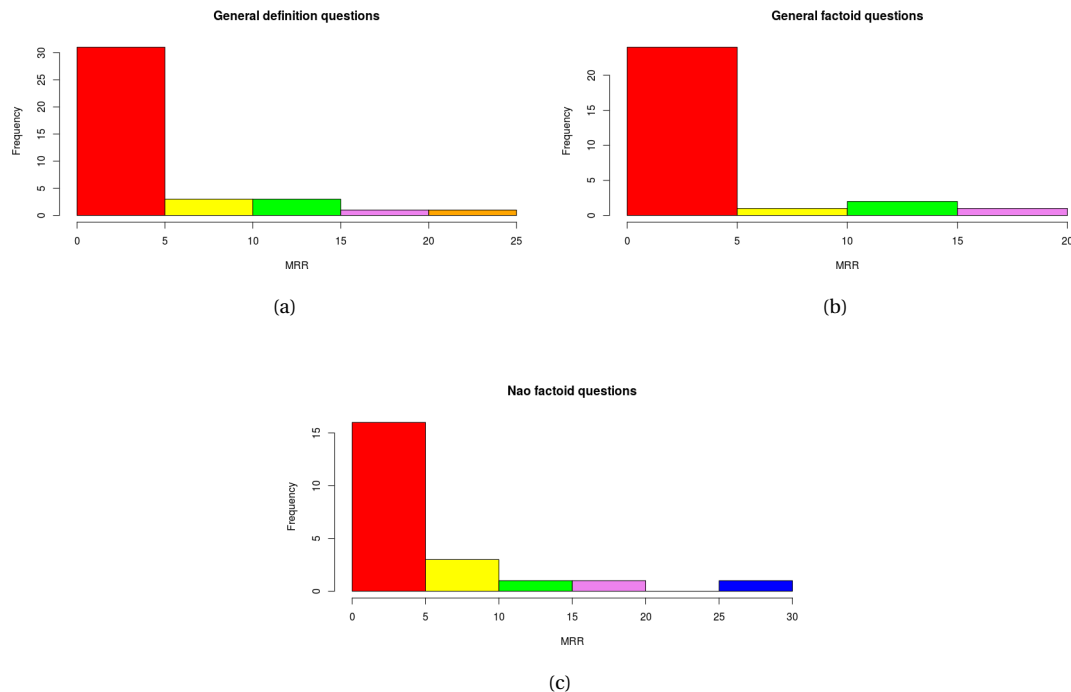 General definition questions
Frequency
0 5 10 15 20 25 30
0 5 10 15 20 25
MRR
(a)
General factoid questions
Frequency
0 5 10 15 20
0 5 10 15 20
MRR
(b)
Nao factoid questions
Frequency
0 5 10 15
0 5 10 15 20 25 30
MRR
(c)